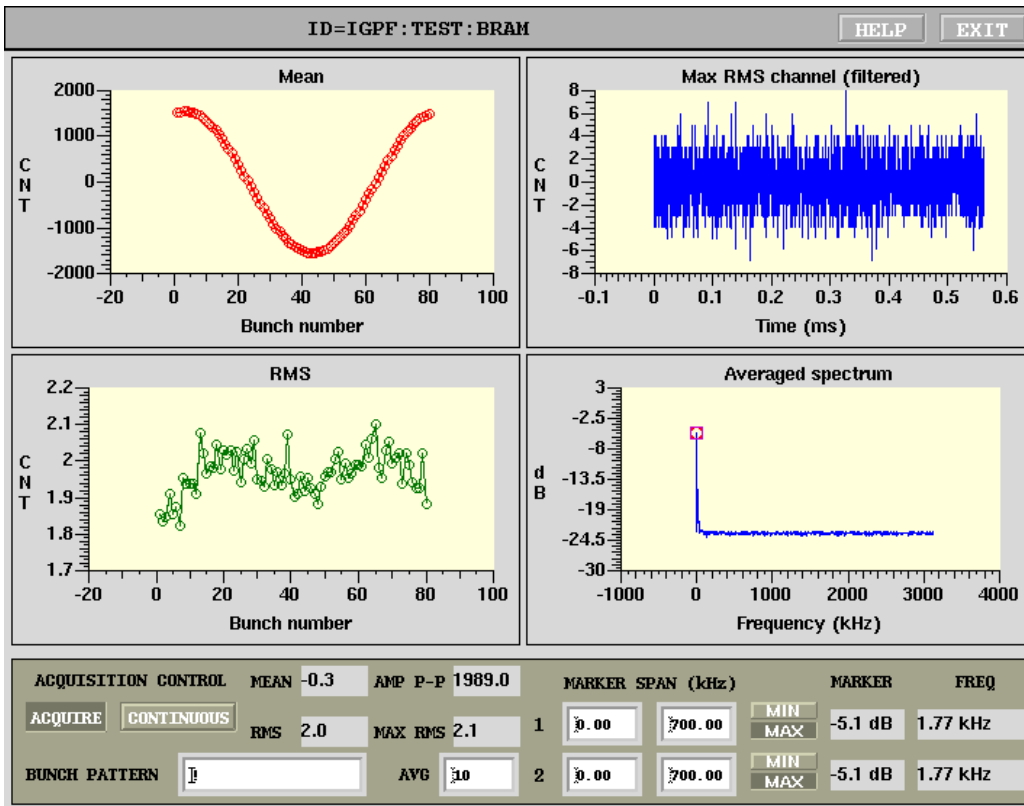 ID=IGPF:TEST:BRAM HELP EXIT
Mean
2000
1000
0
-1000
-2000
CNT
-20 0 20 40 60 80 100
Bunch number
Max RMS channel (filtered)
8
6
4
2
0
-2
-4
-6
-8
CNT
-0.1 0 0.1 0.2 0.3 0.4 0.5 0.6
Time (ms)
RMS
2.2
2.1
2
1.9
1.8
1.7
CNT
-20 0 20 40 60 80 100
Bunch number
Averaged spectrum
3
-2.5
-8
-13.5
-19
-24.5
-30
dB
-1000 0 1000 2000 3000 4000
Frequency (kHz)
ACQUISITION CONTROL MEAN -0.3 AMP P-P 1989.0 MARKER SPAN (kHz) MARKER FREQ
ACQUIRE CONTINUOUS RMS 2.0 MAX RMS 2.1 1 0.00 700.00 MIN MAX -5.1 dB 1.77 kHz
BUNCH PATTERN ! AVG 10 2 0.00 700.00 MIN MAX -5.1 dB 1.77 kHz